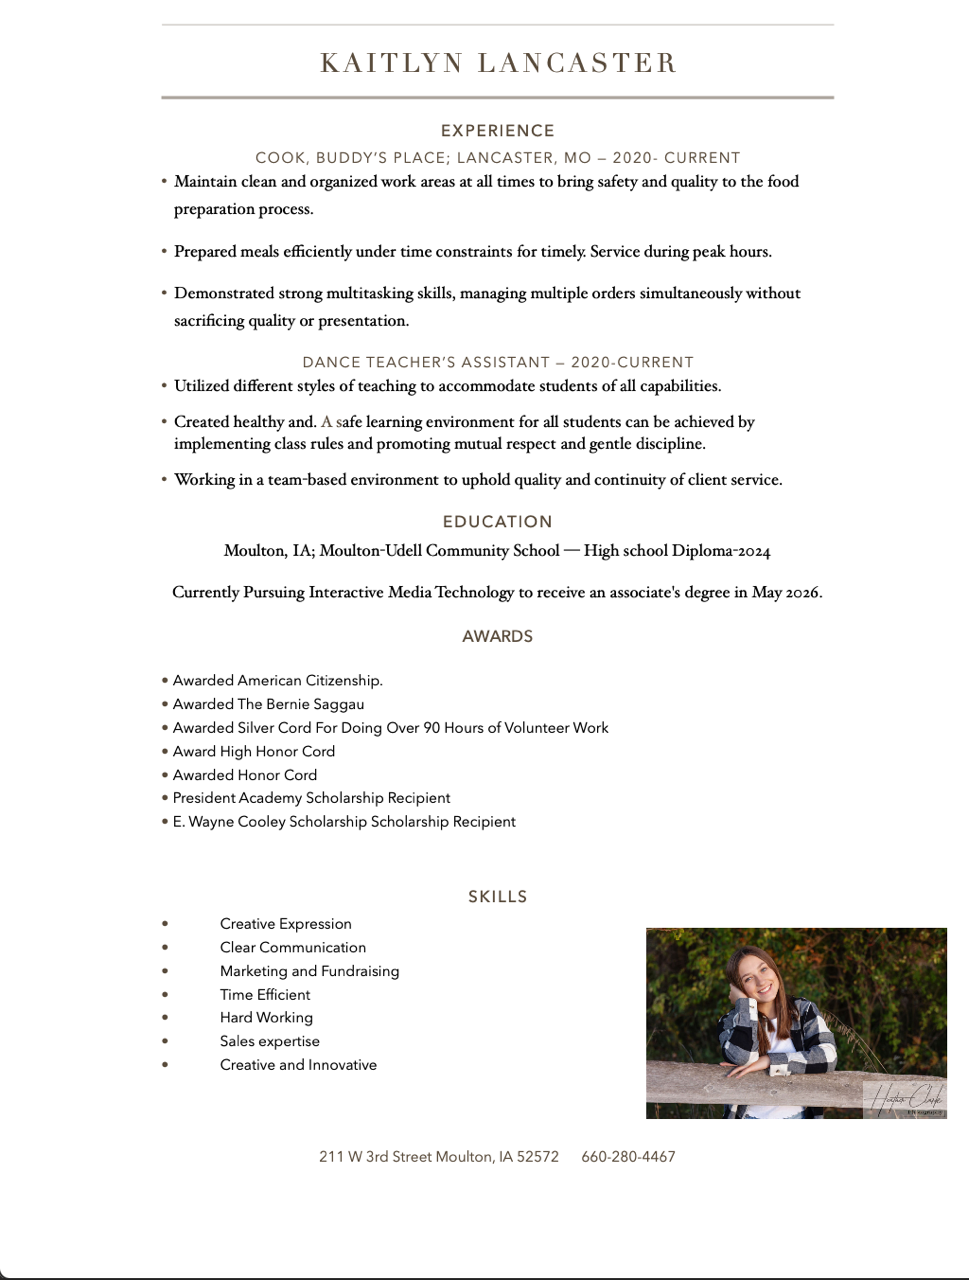 KAITLYN LANCASTER
EXPERIENCE
COOK, BUDDY'S PLACE; LANCASTER, MO – 2020- CURRENT
• Maintain clean and organized work areas at all times to bring safety and quality to the food
preparation process.
• Prepared meals efficiently under time constraints for timely. Service during peak hours.
• Demonstrated strong multitasking skills, managing multiple orders simultaneously without
sacrificing quality or presentation.
DANCE TEACHER'S ASSISTANT – 2020-CURRENT
• Utilized different styles of teaching to accommodate students of all capabilities.
• Created healthy and. A safe learning environment for all students can be achieved by
implementing class rules and promoting mutual respect and gentle discipline.
• Working in a team-based environment to uphold quality and continuity of client service.
EDUCATION
Moulton, IA; Moulton-Udell Community School — High school Diploma-2024
Currently Pursuing Interactive Media Technology to receive an associate's degree in May 2026.
AWARDS
• Awarded American Citizenship.
• Awarded The Bernie Saggau
• Awarded Silver Cord For Doing Over 90 Hours of Volunteer Work
• Award High Honor Cord
• Awarded Honor Cord
• President Academy Scholarship Recipient
• E. Wayne Cooley Scholarship Scholarship Recipient
SKILLS
• Creative Expression
• Clear Communication
• Marketing and Fundraising
• Time Efficient
• Hard Working
• Sales expertise
• Creative and Innovative
211 W 3rd Street Moulton, IA 52572 660-280-4467